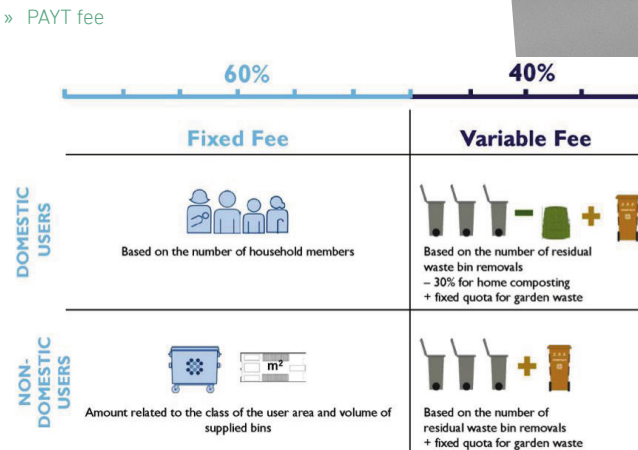 » PAYT fee
60%
40%
Fixed Fee
Variable Fee
DOMESTIC
USERS
Based on the number of household members
Based on the number of residual
waste bin removals
– 30% for home composting
+ fixed quota for garden waste
NON-
DOMESTIC
USERS
m²
Amount related to the class of the user area and volume of
supplied bins
Based on the number of
residual waste bin removals
+ fixed quota for garden waste